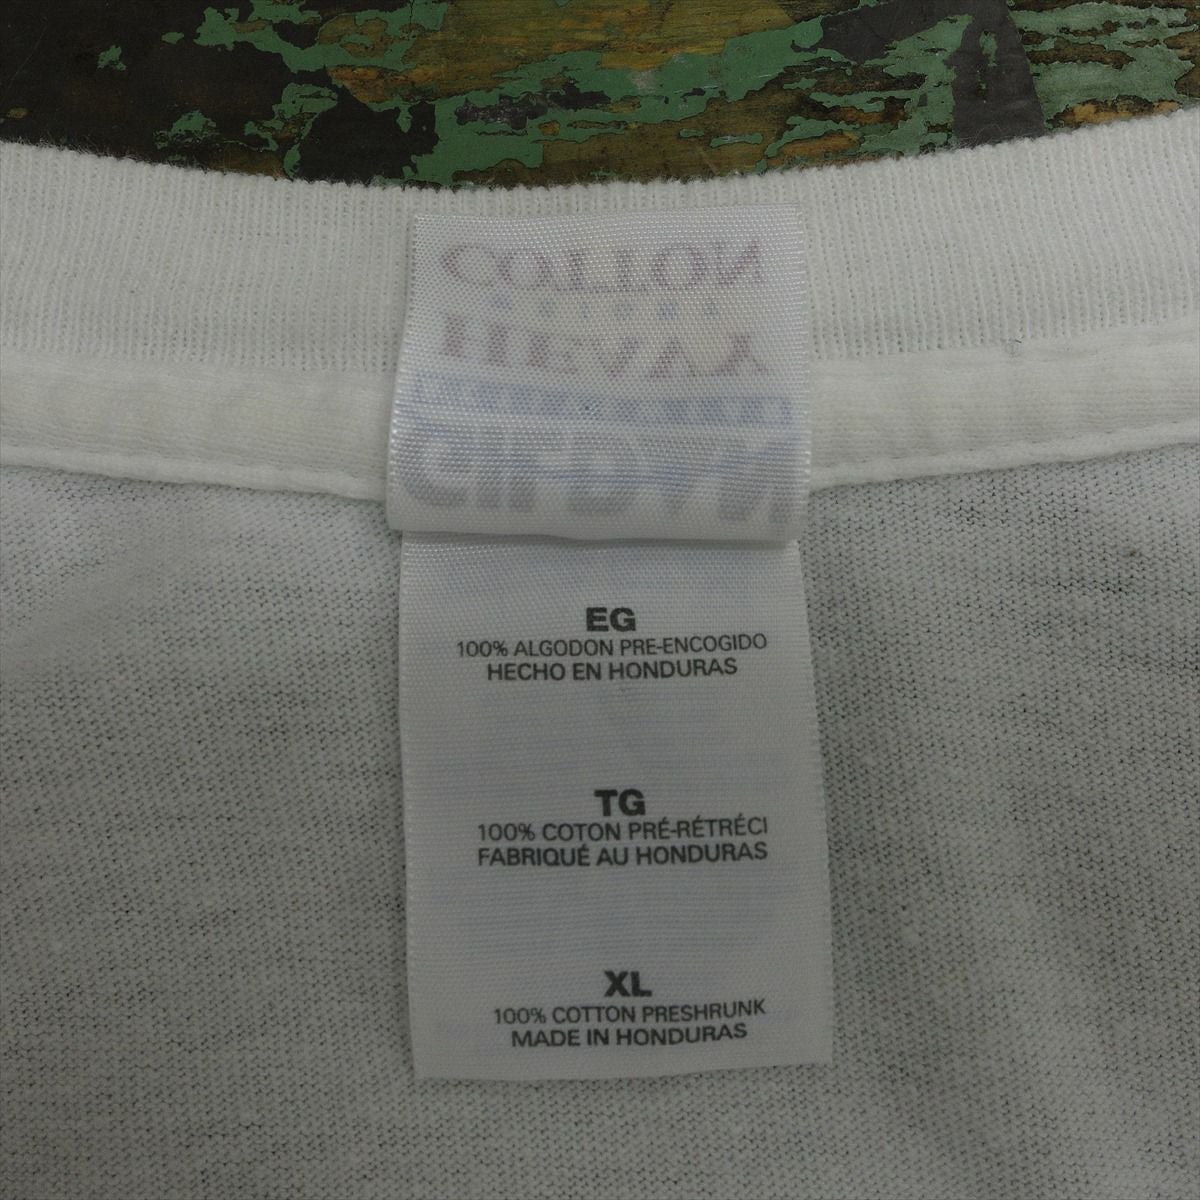 EG
100% ALGODON PRE-ENCOGIDO
HECHO EN HONDURAS
TG
100% COTON PRÉ-RÉTRÉCI
FABRIQUÉ AU HONDURAS
XL
100% COTTON PRESHRUNK
MADE IN HONDURAS